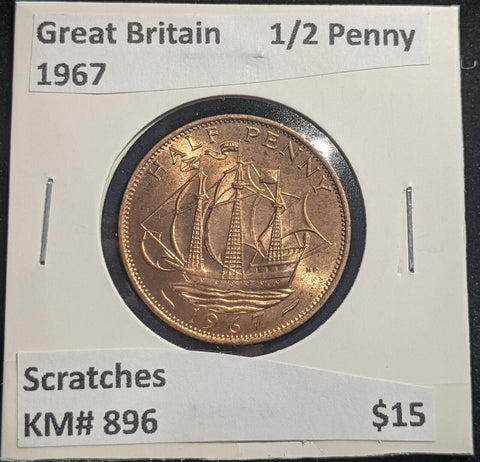 Great Britain 1/2 Penny
1967
HALF PENNY
1967
Scratches
KM# 896 $15